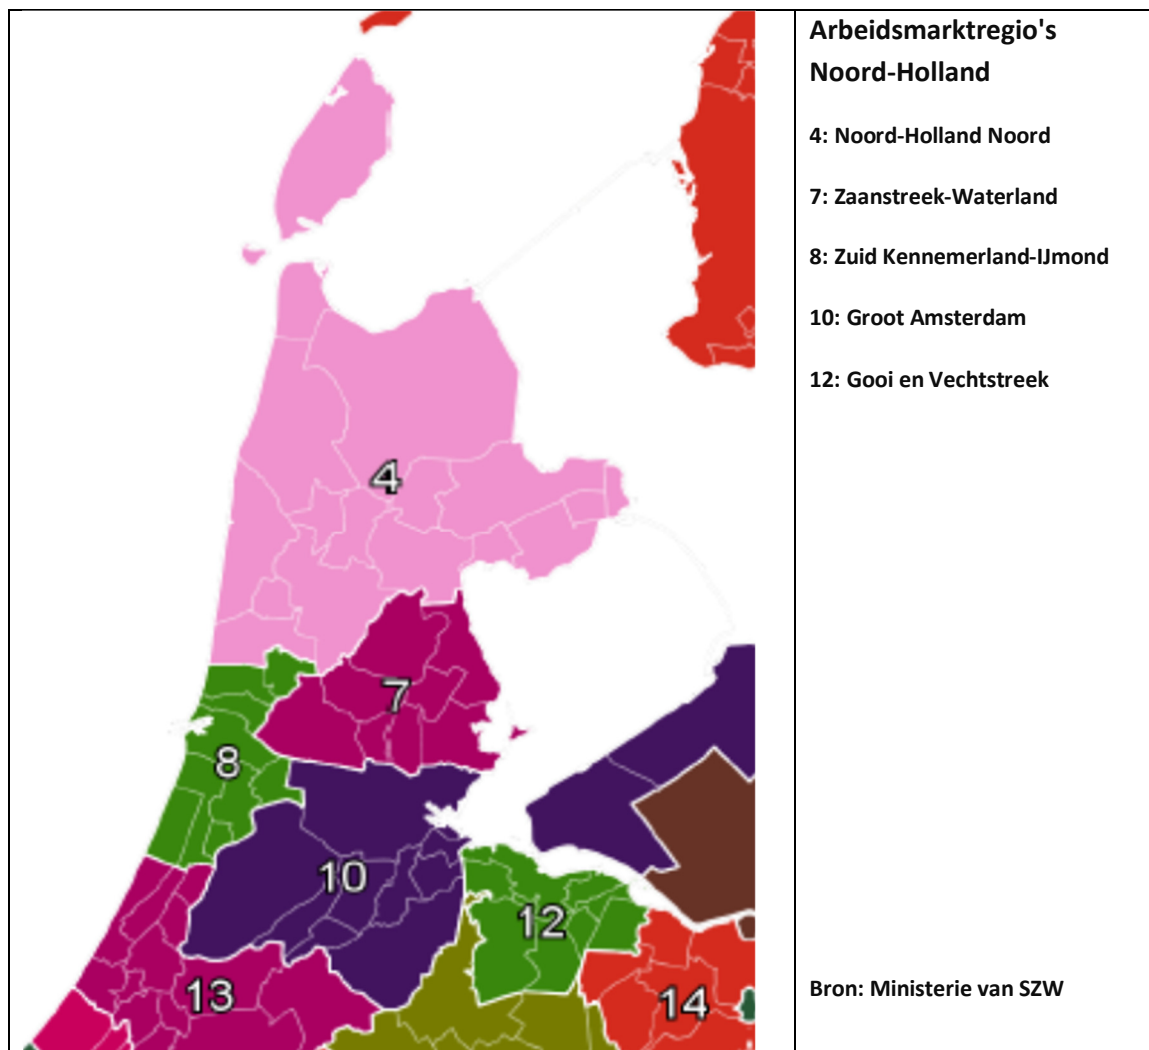 Arbeidsmarktregio's
Noord-Holland
4: Noord-Holland Noord
7: Zaanstreek-Waterland
8: Zuid Kennemerland-IJmond
10: Groot Amsterdam
12: Gooi en Vechtstreek
Bron: Ministerie van SZW
4
7
8
10
12
13
14